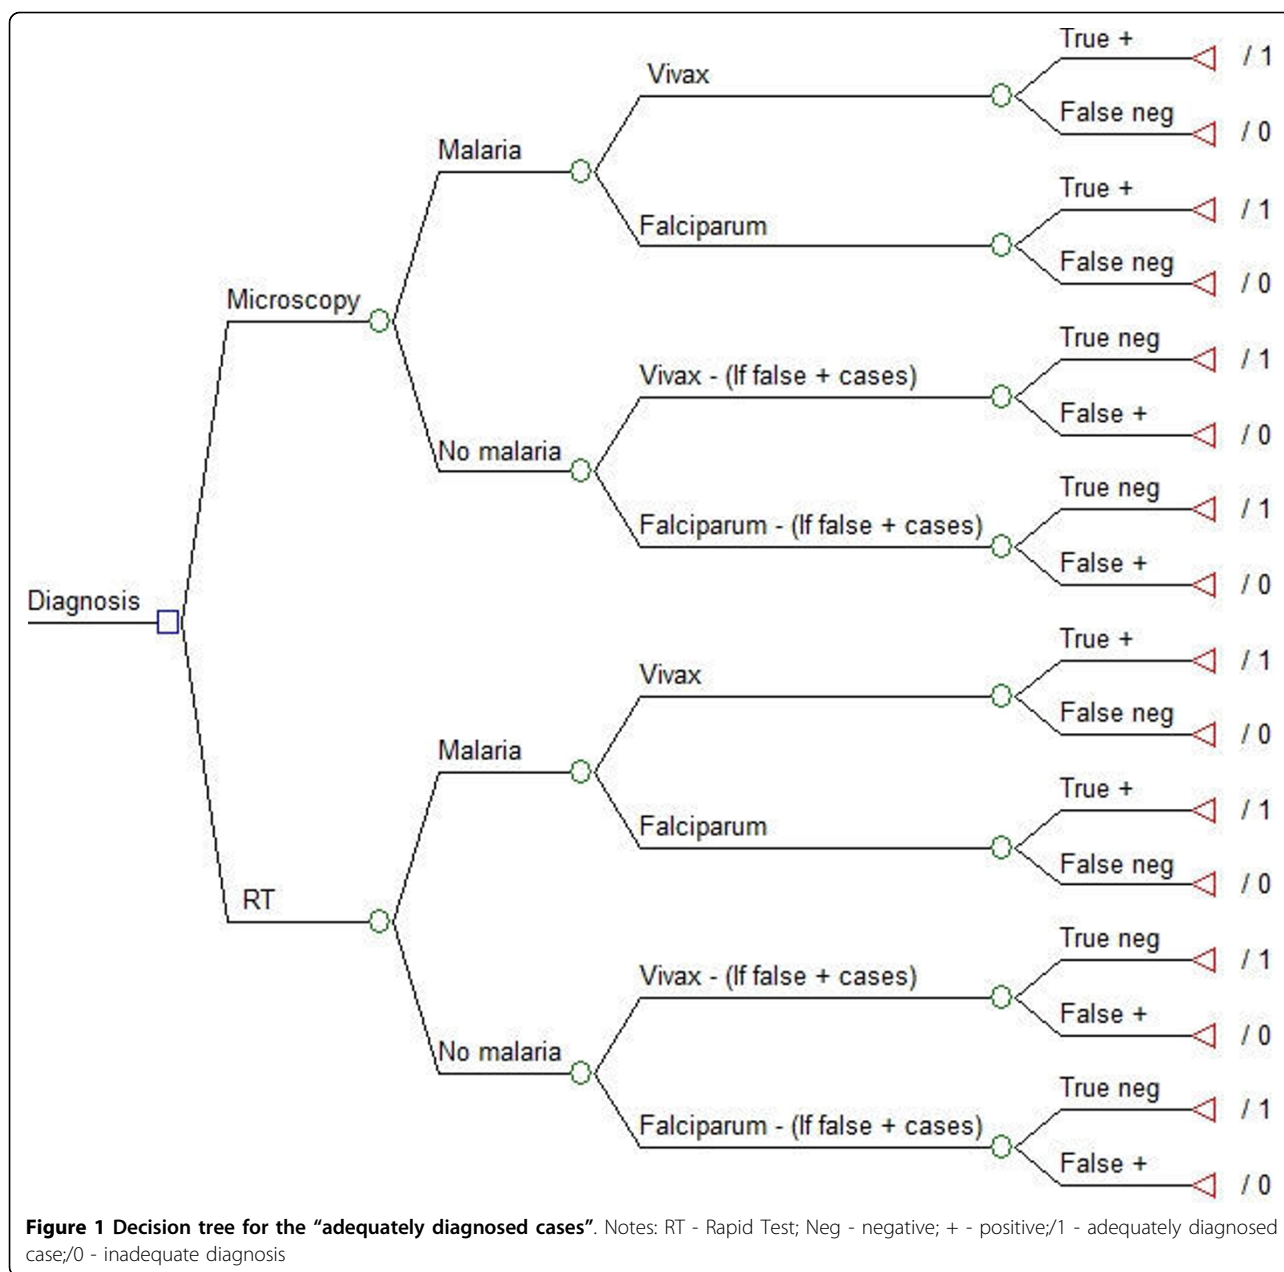 True +
/ 1
Vivax
False neg
/ 0
Malaria
True +
/ 1
Falciparum
False neg
/ 0
Microscopy
True neg
/ 1
Vivax - (If false + cases)
False +
/ 0
No malaria
True neg
/ 1
Falciparum - (If false + cases)
False +
/ 0
Diagnosis
True +
/ 1
Vivax
False neg
/ 0
Malaria
True +
/ 1
Falciparum
False neg
/ 0
RT
True neg
/ 1
Vivax - (If false + cases)
False +
/ 0
No malaria
True neg
/ 1
Falciparum - (If false + cases)
False +
/ 0
Figure 1 Decision tree for the “adequately diagnosed cases”. Notes: RT - Rapid Test; Neg - negative; + - positive;/1 - adequately diagnosed
case;/0 - inadequate diagnosis